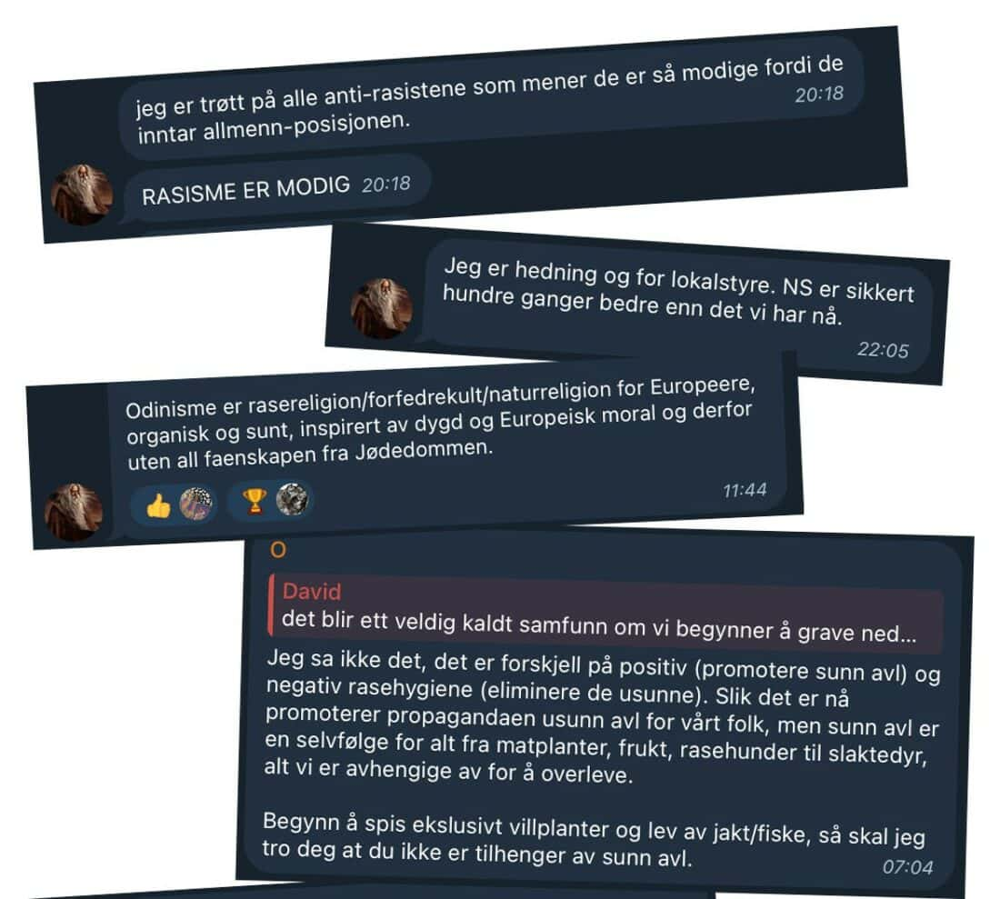 jeg er trøtt på alle anti-rasistene som mener de er så modige fordi de
inntar allmenn-posisjonen.
20:18
RASISME ER MODIG 20:18
Jeg er hedning og for lokalstyre. NS er sikkert
hundre ganger bedre enn det vi har nå.
22:05
Odinisme er rasereligion/forfedrekult/naturreligion for Europeere,
organisk og sunt, inspirert av dygd og Europeisk moral og derfor
uten all faenskapen fra Jødedommen.
11:44
O
David
det blir ett veldig kaldt samfunn om vi begynner å grave ned...
Jeg sa ikke det, det er forskjell på positiv (promotere sunn avl) og
negativ rasehygiene (eliminere de usunne). Slik det er nå
promoterer propagandaen usunn avl for vårt folk, men sunn avl er
en selvfølge for alt fra matplanter, frukt, rasehunder til slaktedyr,
alt vi er avhengige av for å overleve.
Begynn å spis ekslusivt villplanter og lev av jakt/fiske, så skal jeg
tro deg at du ikke er tilhenger av sunn avl.
07:04